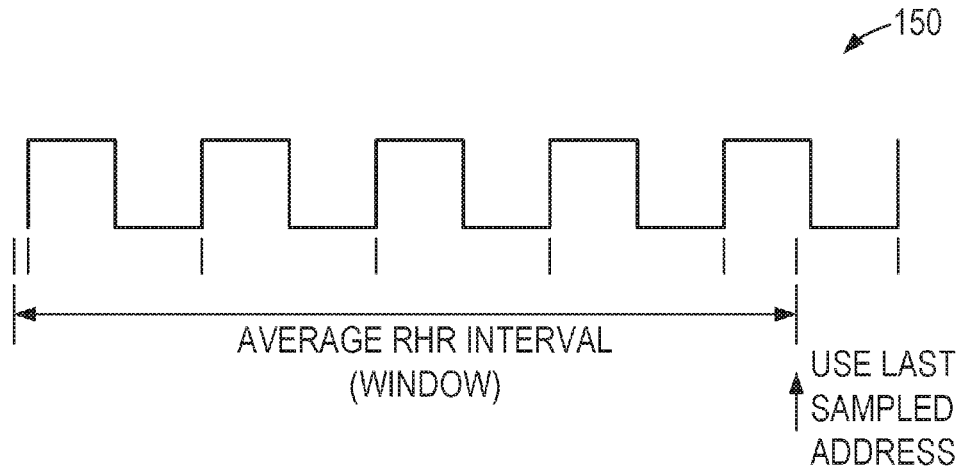 150
AVERAGE RHR INTERVAL
(WINDOW)
USE LAST
SAMPLED
ADDRESS